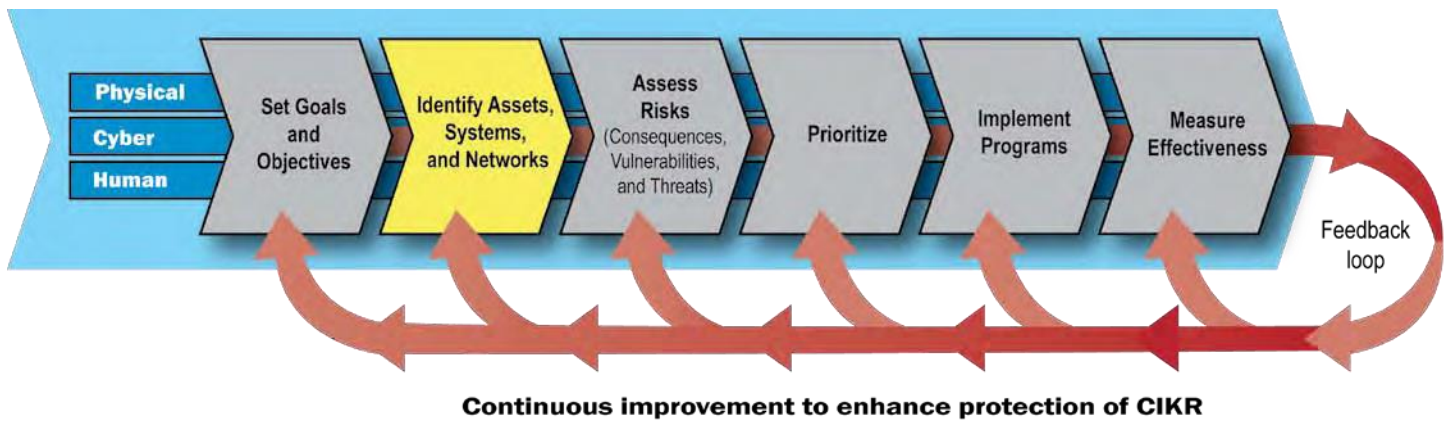 Physical
Cyber
Human
Set Goals
and
Objectives
Identify Assets,
Systems,
and Networks
Assess
Risks
(Consequences,
Vulnerabilities,
and Threats)
Prioritize
Implement
Programs
Measure
Effectiveness
Feedback
loop
Continuous improvement to enhance protection of CIKR